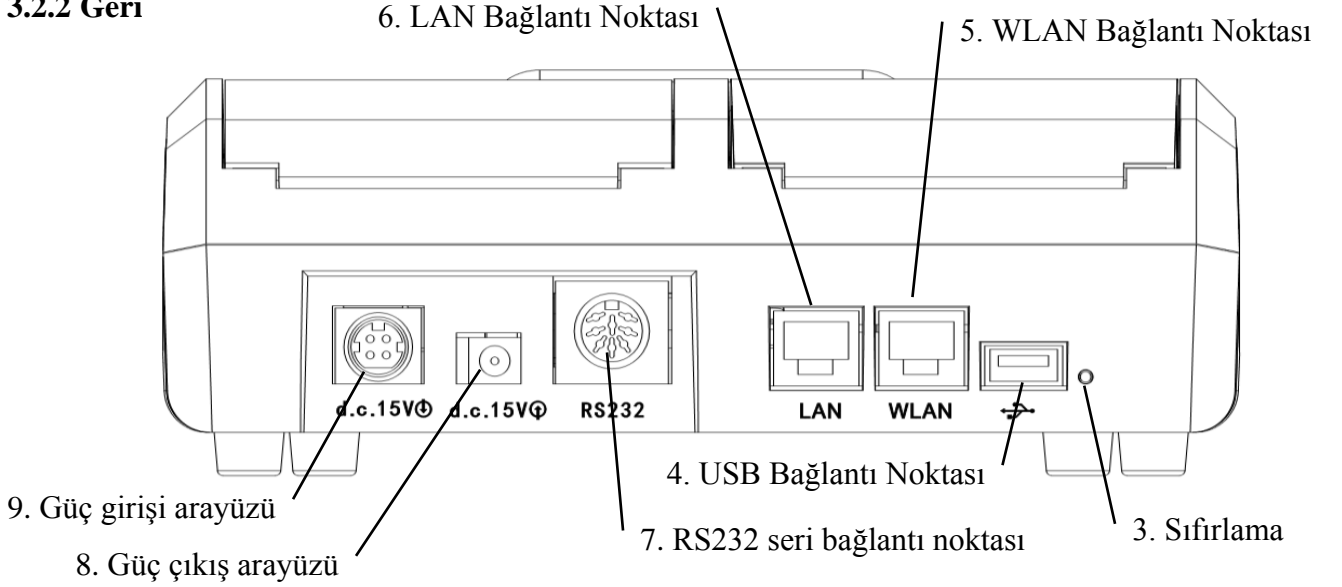 3.2.2 Geri
6. LAN Bağlantı Noktası
5. WLAN Bağlantı Noktası
d.c.15V d.c.15V RS232 LAN WLAN
4. USB Bağlantı Noktası
9. Güç girişi arayüzü
7. RS232 seri bağlantı noktası
3. Sıfırlama
8. Güç çıkış arayüzü